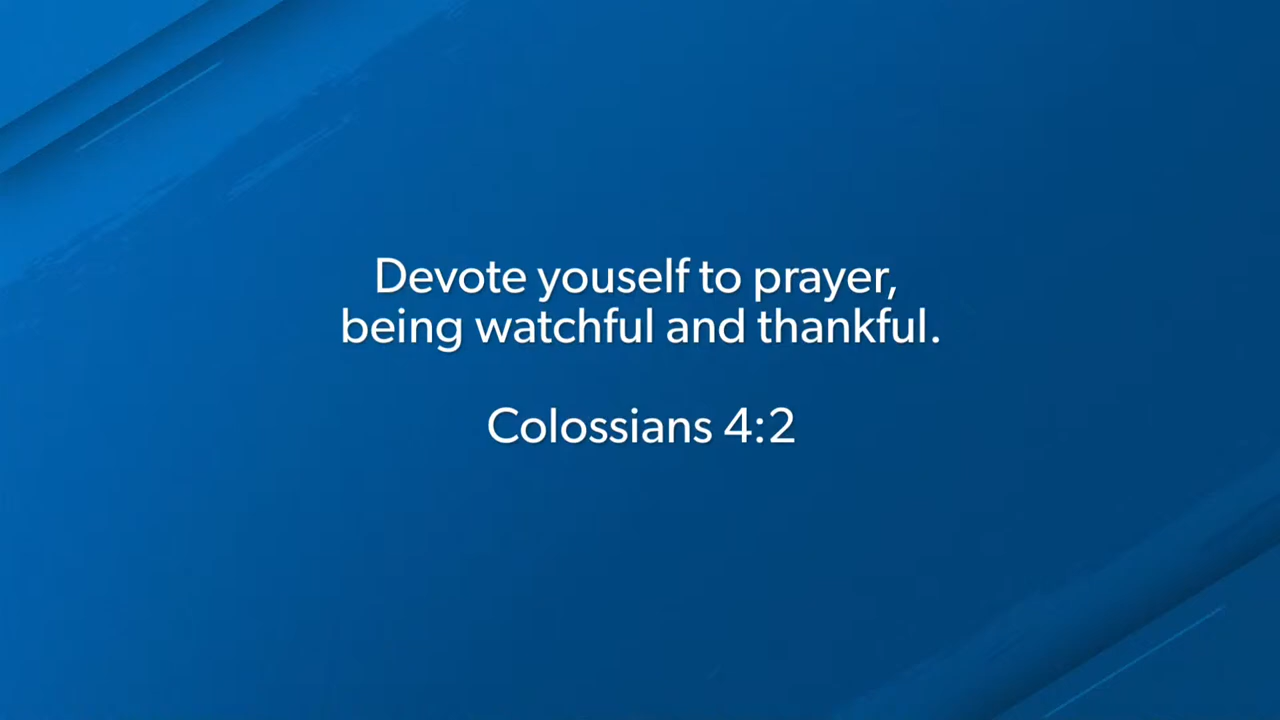 Devote youself to prayer,
being watchful and thankful.
Colossians 4:2